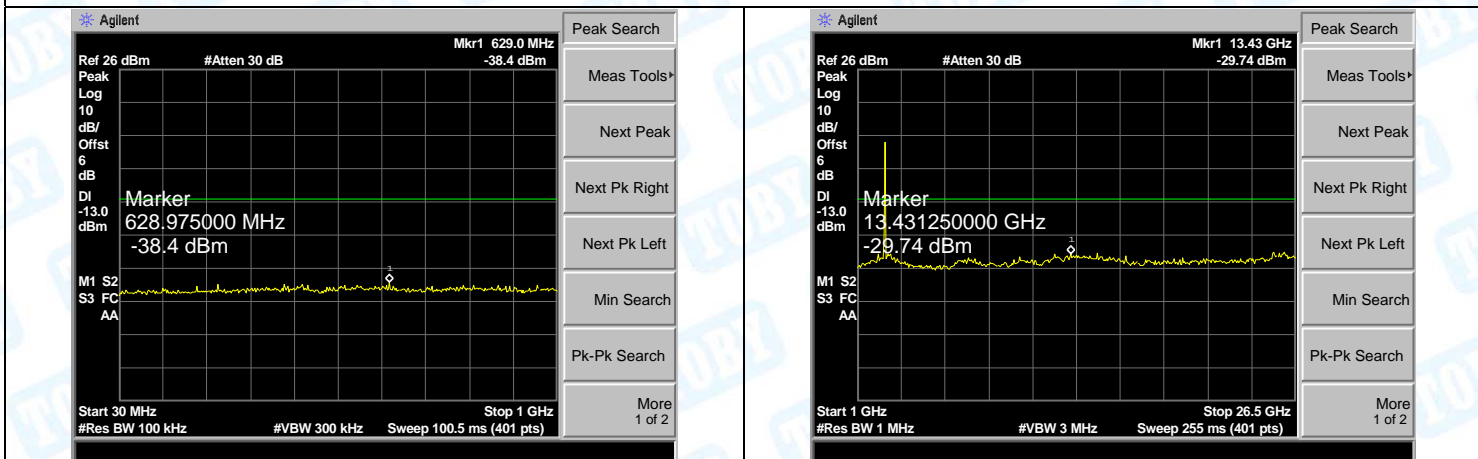 Agilent
Peak Search
Mkr1 629.0 MHz
Ref 26 dBm #Atten 30 dB -38.4 dBm
Peak
Log
10
dB/
Offst
6
dB
DI
-13.0
dBm
Marker
628.975000 MHz
-38.4 dBm
1
M1 S2
S3 FC
AA
Start 30 MHz Stop 1 GHz
#Res BW 100 kHz #VBW 300 kHz Sweep 100.5 ms (401 pts)
Meas Tools
Next Peak
Next Pk Right
Next Pk Left
Min Search
Pk-Pk Search
More
1 of 2
Agilent
Peak Search
Mkr1 13.43 GHz
Ref 26 dBm #Atten 30 dB -29.74 dBm
Peak
Log
10
dB/
Offst
6
dB
DI
-13.0
dBm
Marker
13.431250000 GHz
-29.74 dBm
1
M1 S2
S3 FC
AA
Start 1 GHz Stop 26.5 GHz
#Res BW 1 MHz #VBW 3 MHz Sweep 255 ms (401 pts)
Meas Tools
Next Peak
Next Pk Right
Next Pk Left
Min Search
Pk-Pk Search
More
1 of 2
TOBY